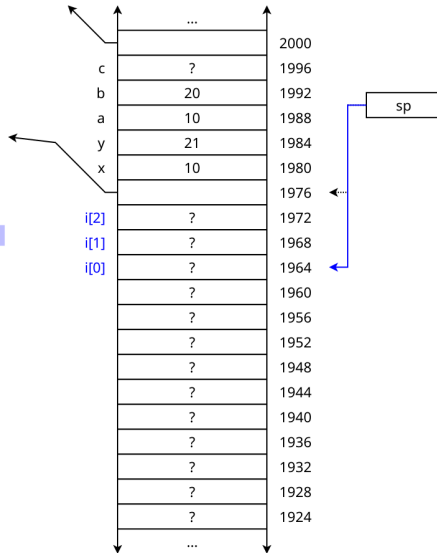 ...
2000
c ? 1996
b 20 1992
sp
a 10 1988
y 21 1984
x 10 1980
1976
i[2] ? 1972
i[1] ? 1968
i[0] ? 1964
? 1960
? 1956
? 1952
? 1948
? 1944
? 1940
? 1936
? 1932
? 1928
? 1924
...